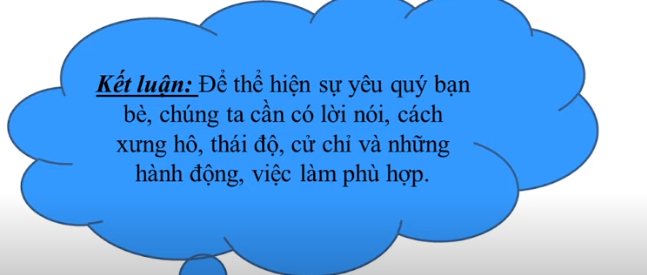 Kết luận: Để thể hiện sự yêu quý bạn
bè, chúng ta cần có lời nói, cách
xưng hô, thái độ, cử chỉ và những
hành động, việc làm phù hợp.